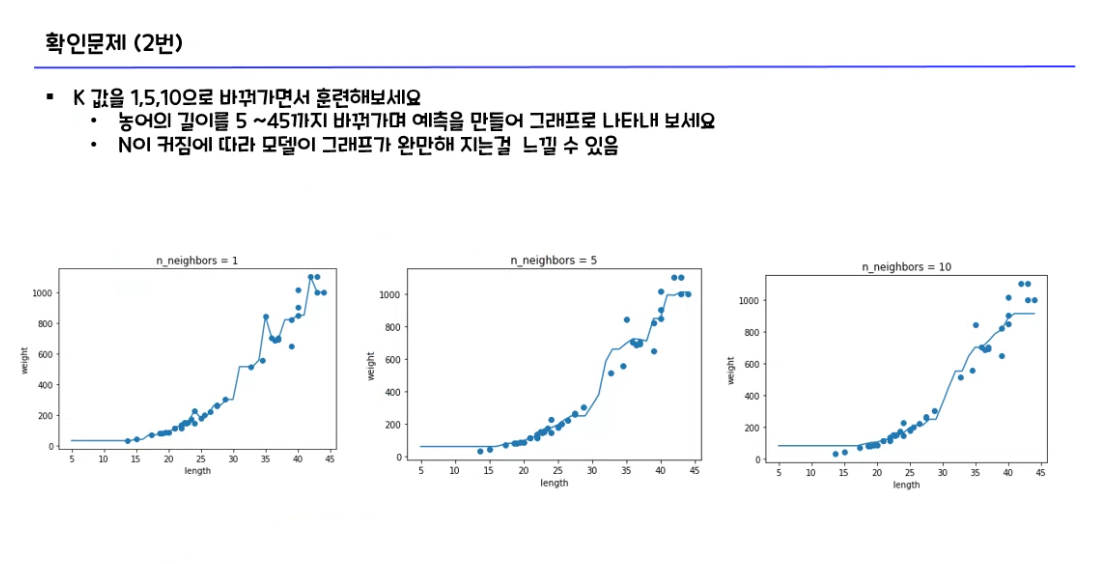 확인문제 (2번)
▪ K 값을 1,5,10으로 바꿔가면서 훈련해보세요
• 농어의 길이를 5 ~45까지 바꿔가며 예측을 만들어 그래프로 나타내 보세요
• N이 커짐에 따라 모델이 그래프가 완만해 지는걸 느낄 수 있음
n_neighbors = 1
weight
1000
800
600
400
200
0
5 10 15 20 25 30 35 40 45
length
n_neighbors = 5
weight
1000
800
600
400
200
0
5 10 15 20 25 30 35 40 45
length
n_neighbors = 10
weight
1000
800
600
400
200
0
5 10 15 20 25 30 35 40 45
length